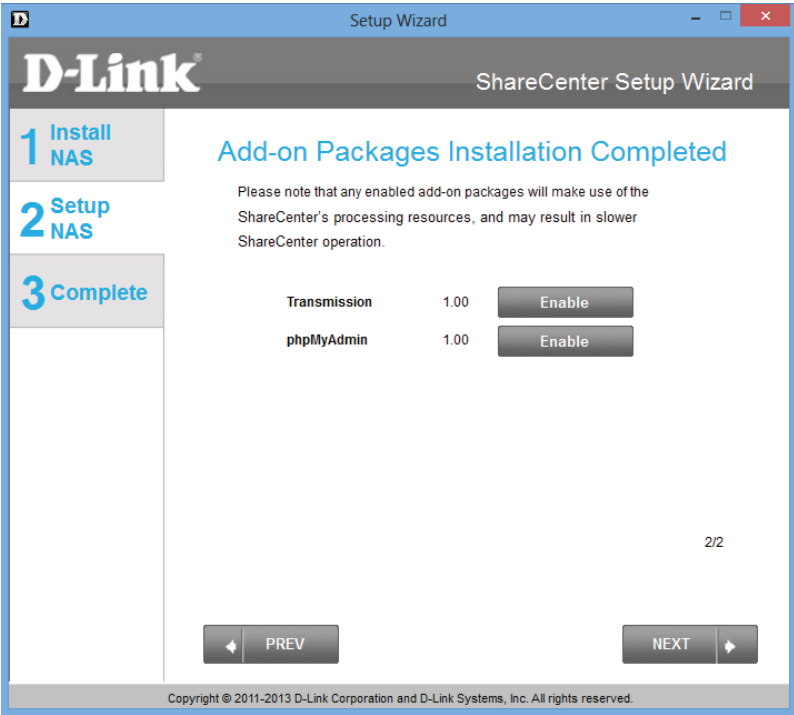 D Setup Wizard
D-Link®
ShareCenter Setup Wizard
1 Install
NAS
2 Setup
NAS
3 Complete
Add-on Packages Installation Completed
Please note that any enabled add-on packages will make use of the
ShareCenter's processing resources, and may result in slower
ShareCenter operation.
Transmission 1.00 Enable
phpMyAdmin 1.00 Enable
2/2
PREV NEXT
Copyright © 2011-2013 D-Link Corporation and D-Link Systems, Inc. All rights reserved.